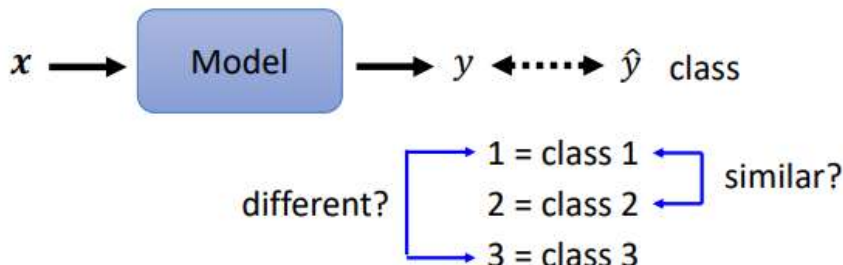 x Model y ŷ class
1 = class 1
different? 2 = class 2 similar?
3 = class 3